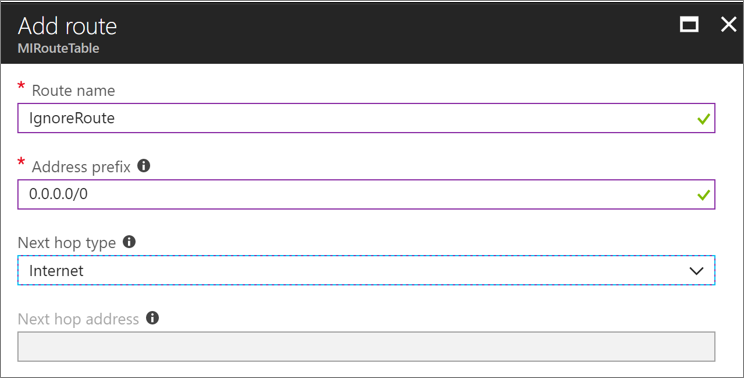 Add route
MIRouteTable
* Route name
IgnoreRoute
* Address prefix
0.0.0.0/0
Next hop type
Internet
Next hop address